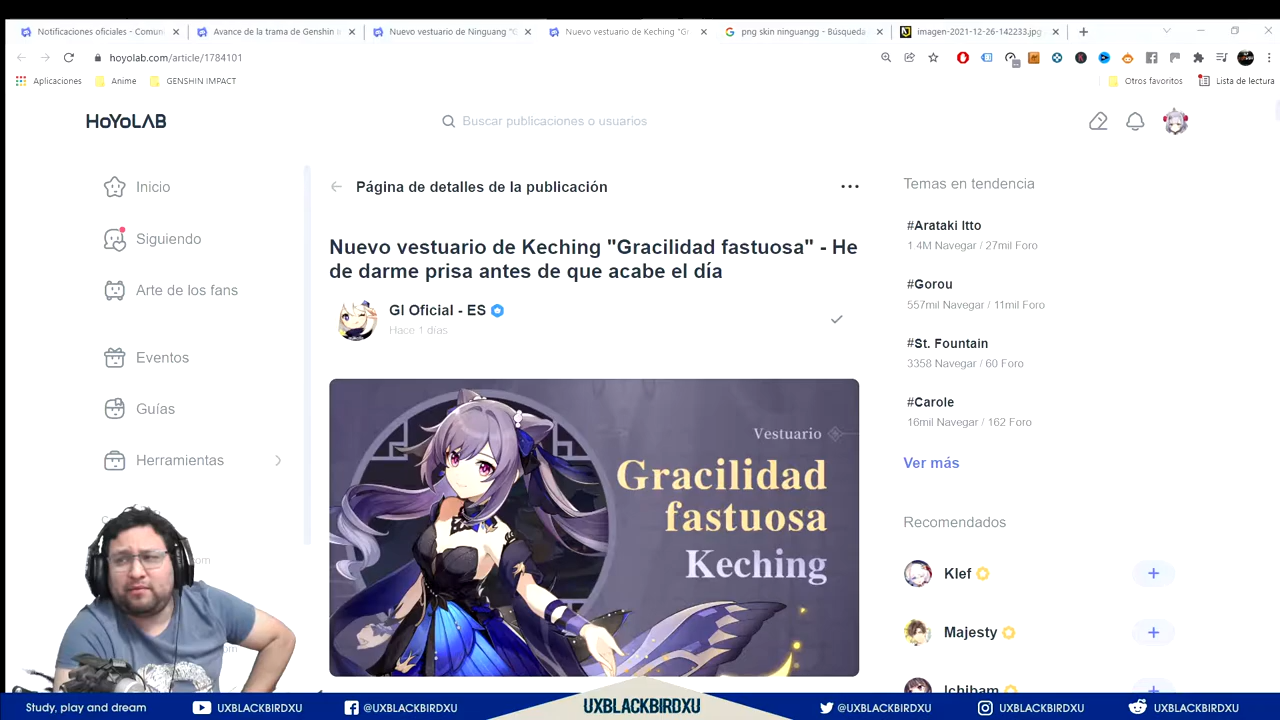 Notificaciones oficiales - Comun
Avance de la trama de Genshin I
Nuevo vestuario de Ninguang "O
Nuevo vestuario de Keching "Gr
png skin ninguangg - Búsqueda
imagen-2021-12-26-142233.jpg
hoyolab.com/article/1784101
Aplicaciones
Anime
GENSHIN IMPACT
Otros favoritos
Lista de lectura
HoYoLAB
Buscar publicaciones o usuarios
Inicio
Siguiendo
Arte de los fans
Eventos
Guías
Herramientas
Página de detalles de la publicación
Nuevo vestuario de Keching "Gracilidad fastuosa" - He
de darme prisa antes de que acabe el día
GI Oficial - ES
Hace 1 días
Vestuario
Gracilidad
fastuosa
Keching
Temas en tendencia
#Arataki Itto
1.4M Navegar / 27mil Foro
#Gorou
557mil Navegar / 11mil Foro
#St. Fountain
3358 Navegar / 60 Foro
#Carole
16mil Navegar / 162 Foro
Ver más
Recomendados
Klef
Majesty
Ichibam
com
om
Study, play and dream
UXBLACKBIRDXU
@UXBLACKBIRDXU
UXBLACKBIRDXU
@UXBLACKBIRDXU
UXBLACKBIRDXU
UXBLACKBIRDXU